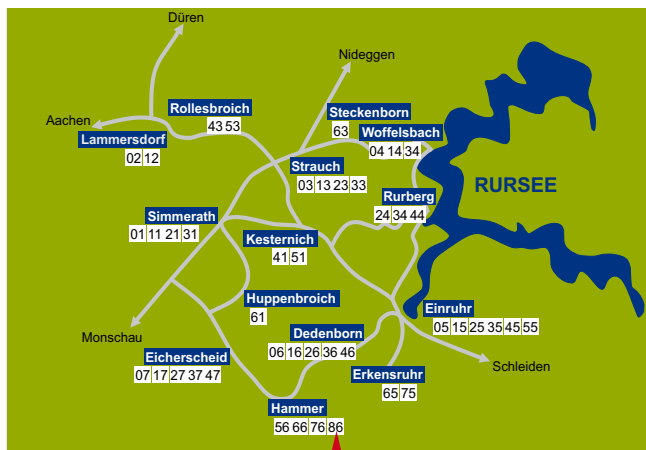 Düren
Nideggen
Aachen
Rollesbroich
43 53
Steckenborn
63
Lammersdorf
02 12
Woffelsbach
04 14 34
Strauch
03 13 23 33
RURSEE
Rurberg
24 34 44
Simmerath
01 11 21 31
Kesternich
41 51
Huppenbroich
61
Einruhr
05 15 25 35 45 55
Monschau
Dedenborn
06 16 26 36 46
Eicherscheid
07 17 27 37 47
Schleiden
Erkensruhr
65 75
Hammer
56 66 76 86